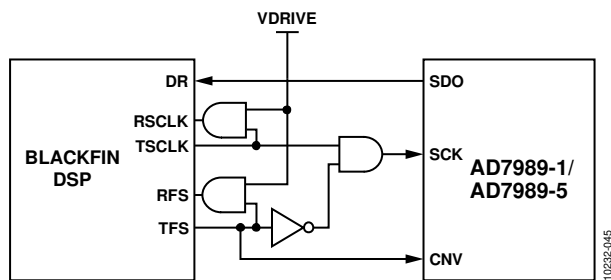 VDRIVE
DR
SDO
RSCLK
TSCLK
BLACKFIN
DSP
SCK
AD7989-1/
AD7989-5
RFS
TFS
CNV
10232-045